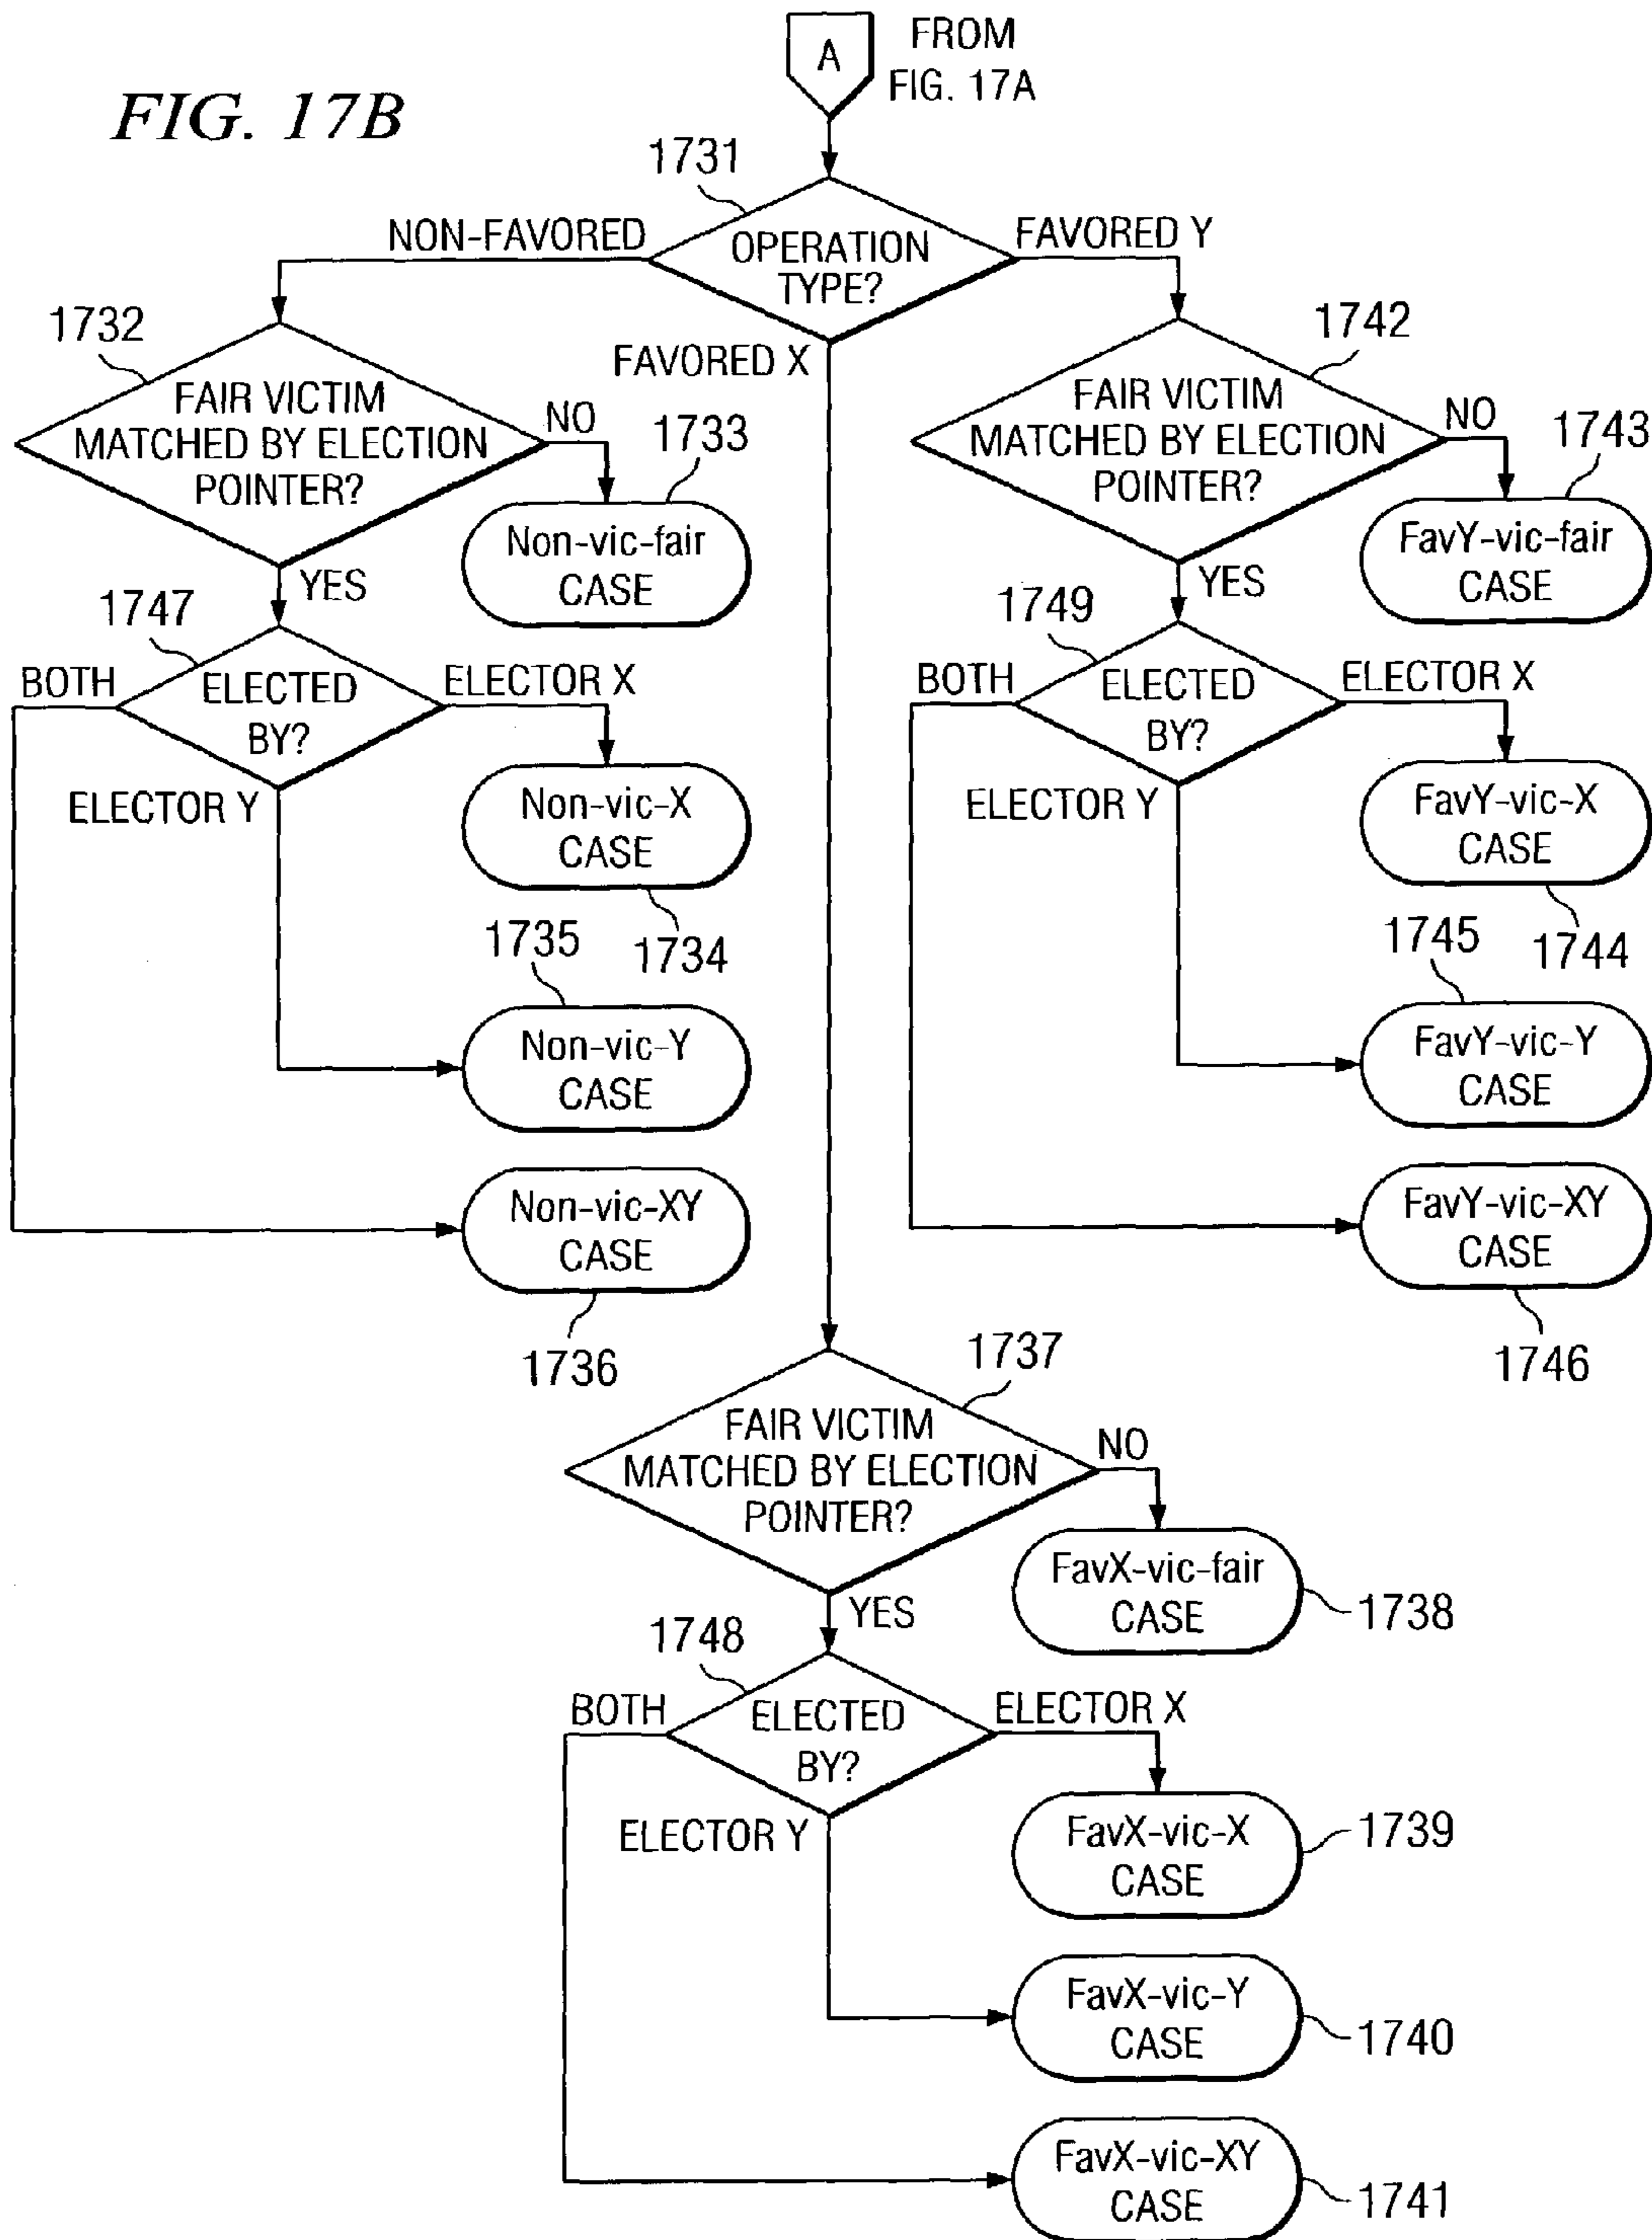 FIG. 17B
A
FROM
FIG. 17A
1731
OPERATION
TYPE?
NON-FAVORED
FAVORED Y
FAVORED X
1732
FAIR VICTIM
MATCHED BY ELECTION
POINTER?
NO
1733
Non-vic-fair
CASE
YES
1747
BOTH
ELECTED
BY?
ELECTOR X
ELECTOR Y
Non-vic-X
CASE
1734
1735
Non-vic-Y
CASE
Non-vic-XY
CASE
1736
1742
FAIR VICTIM
MATCHED BY ELECTION
POINTER?
NO
1743
FavY-vic-fair
CASE
YES
1749
BOTH
ELECTED
BY?
ELECTOR X
ELECTOR Y
FavY-vic-X
CASE
1744
1745
FavY-vic-Y
CASE
FavY-vic-XY
CASE
1746
1737
FAIR VICTIM
MATCHED BY ELECTION
POINTER?
NO
FavX-vic-fair
CASE
1738
YES
1748
BOTH
ELECTED
BY?
ELECTOR X
ELECTOR Y
FavX-vic-X
CASE
1739
FavX-vic-Y
CASE
1740
FavX-vic-XY
CASE
1741